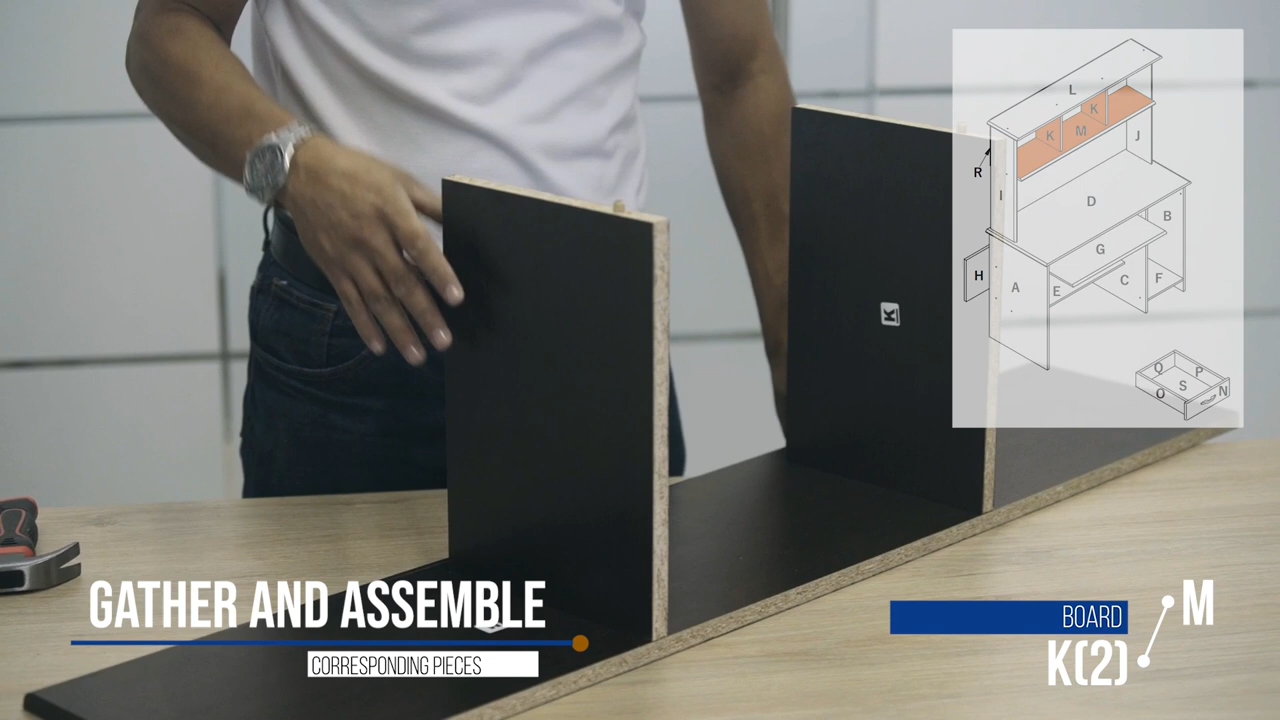 L
K
K
M
J
R
I
D
B
G
H
A
E
C
F
Q
P
S
O
N
K
GATHER AND ASSEMBLE
CORRESPONDING PIECES
BOARD
M
K(2)